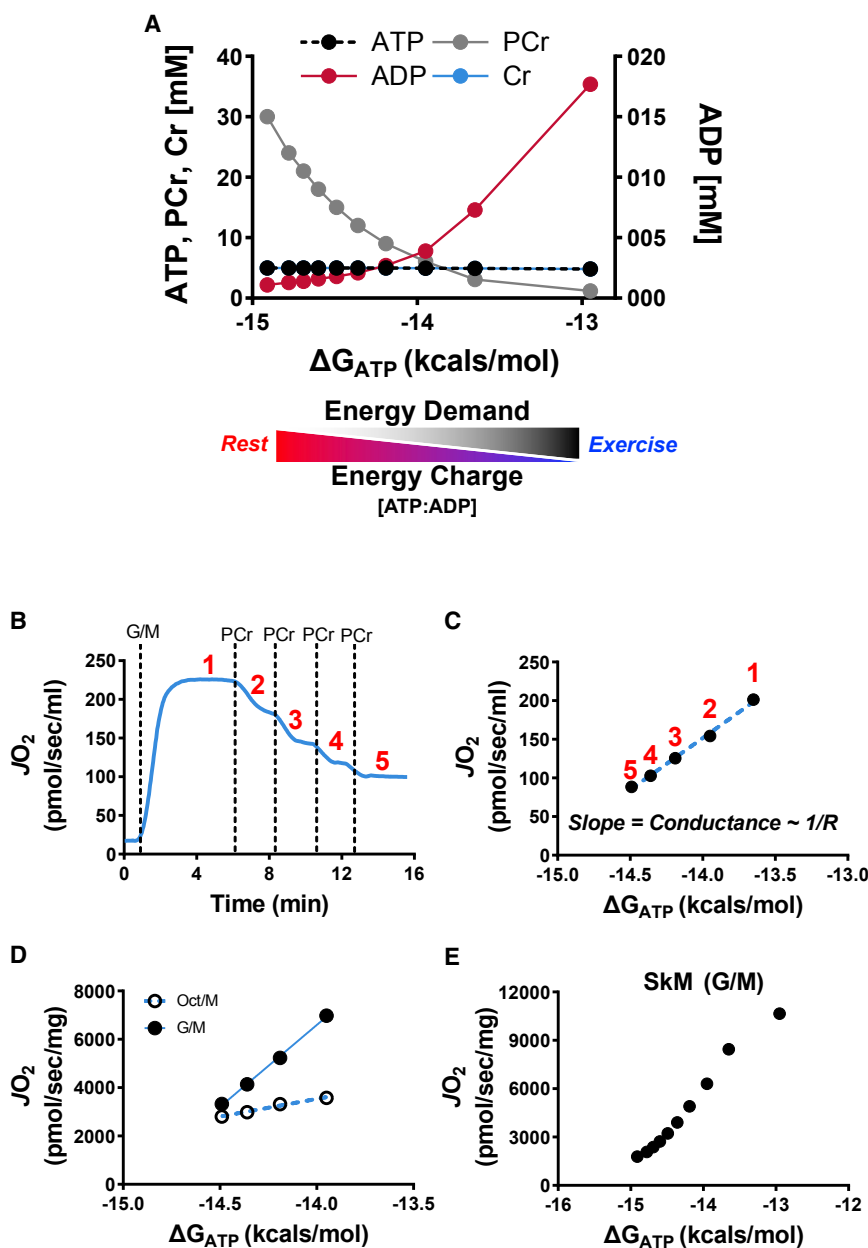 A
ATP PCr
ADP Cr
ATP, PCr, Cr [mM]
40
30
20
10
0
020
015
010
005
000
ADP [mM]
-15 -14 -13
ΔG_ATP (kcals/mol)
Energy Demand
Rest Exercise
Energy Charge
[ATP:ADP]
B
G/M PCr PCr PCr PCr
JO₂
(pmol/sec/ml)
250
200
150
100
50
0
1
2
3
4
5
0 4 8 12 16
Time (min)
C
JO₂
(pmol/sec/ml)
250
200
150
100
50
0
1
2
3
4
5
Slope = Conductance ~ 1/R
-15.0 -14.5 -14.0 -13.5 -13.0
ΔG_ATP (kcals/mol)
D
Oct/M
G/M
JO₂
(pmol/sec/mg)
8000
6000
4000
2000
0
-15.0 -14.5 -14.0 -13.5
ΔG_ATP (kcals/mol)
E
SkM (G/M)
JO₂
(pmol/sec/mg)
12000
9000
6000
3000
0
-16 -15 -14 -13 -12
ΔG_ATP (kcals/mol)